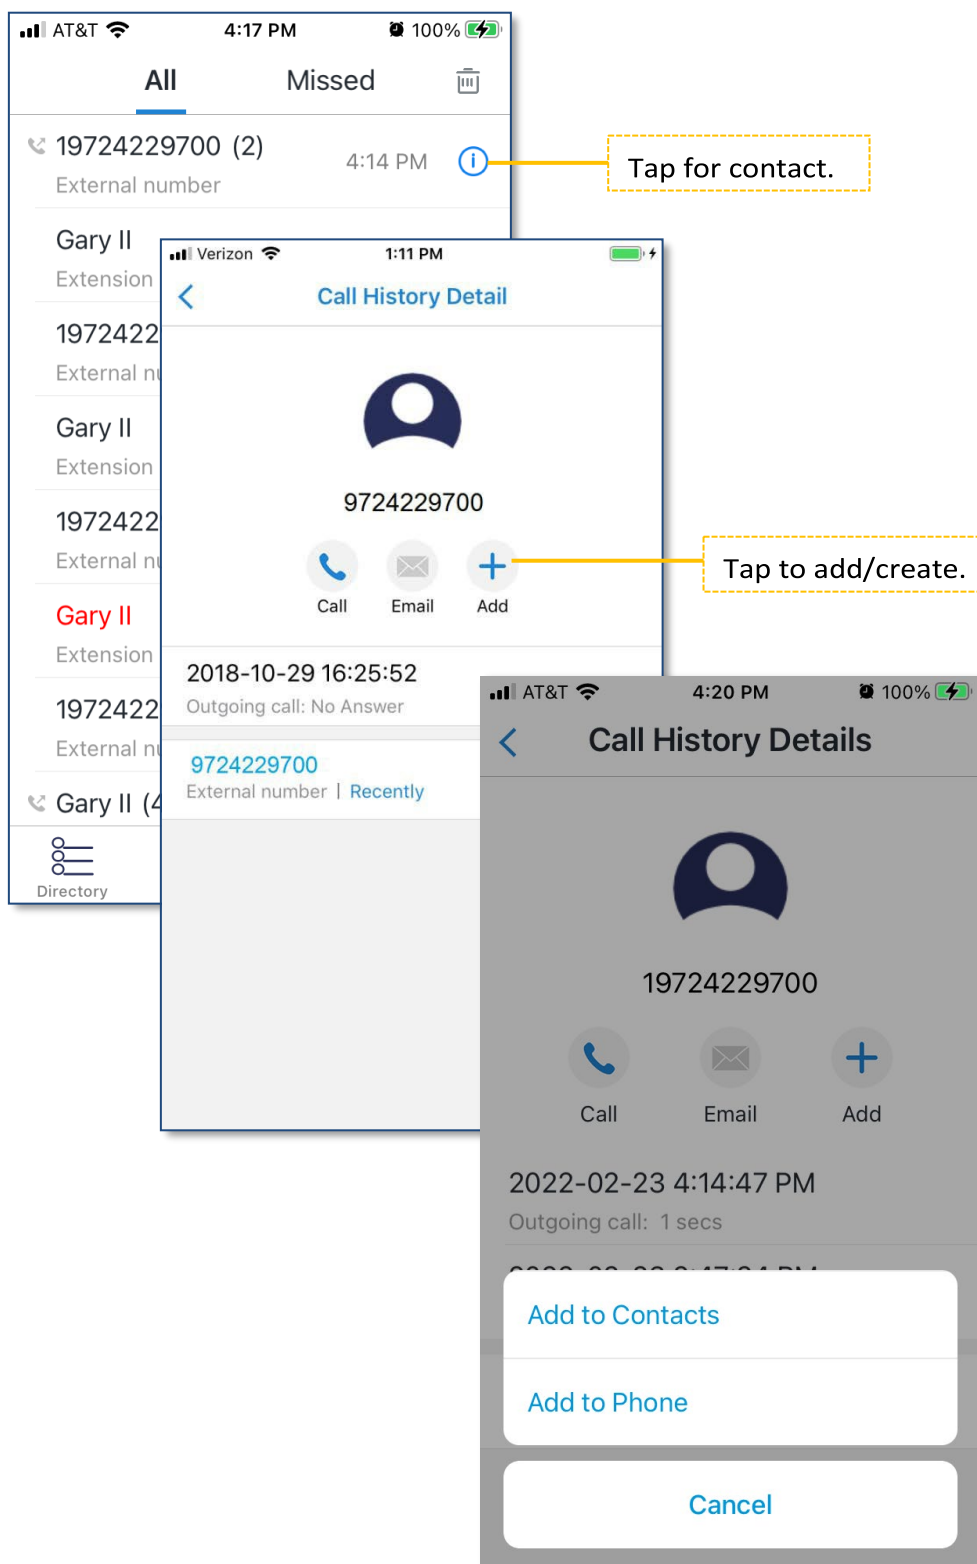 AT&T 4:17 PM 100%
All Missed
19724229700 (2)
4:14 PM
External number
Tap for contact.
Gary II
Extension
1972422
External
Gary II
Extension
1972422
External
Gary II
Extension
1972422
External
Gary II (4
Directory
Verizon 1:11 PM
Call History Detail
9724229700
Call Email Add
Tap to add/create.
2018-10-29 16:25:52
Outgoing call: No Answer
9724229700
External number | Recently
AT&T 4:20 PM 100%
Call History Details
19724229700
Call Email Add
2022-02-23 4:14:47 PM
Outgoing call: 1 secs
Add to Contacts
Add to Phone
Cancel